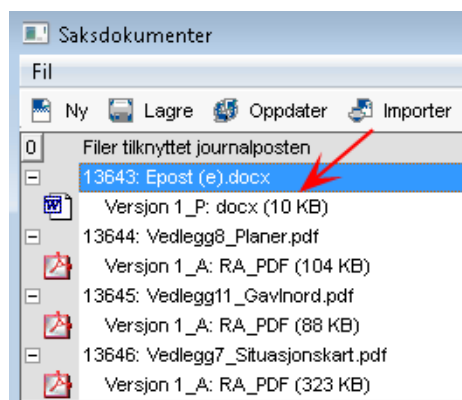 Saksdokumenter
Fil
Ny Lagre Oppdater Importer
0 Filer tilknyttet journalposten
13643: Epost (e).docx
Versjon 1_P: docx (10 KB)
13644: Vedlegg8_Planer.pdf
Versjon 1_A: RA_PDF (104 KB)
13645: Vedlegg11_Gavlnord.pdf
Versjon 1_A: RA_PDF (88 KB)
13646: Vedlegg7_Situasjonskart.pdf
Versjon 1_A: RA_PDF (323 KB)